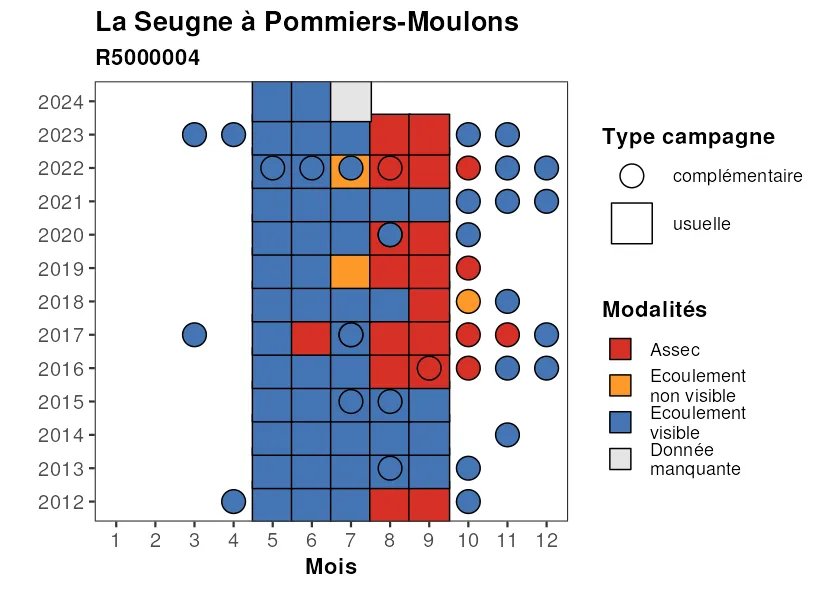 La Seugne à Pommiers-Moulons
R5000004
2024
2023
2022
2021
2020
2019
2018
2017
2016
2015
2014
2013
2012
1 2 3 4 5 6 7 8 9 10 11 12
Mois
Type campagne
complémentaire
usuelle
Modalités
Assec
Ecoulement
non visible
Ecoulement
visible
Donnée
manquante